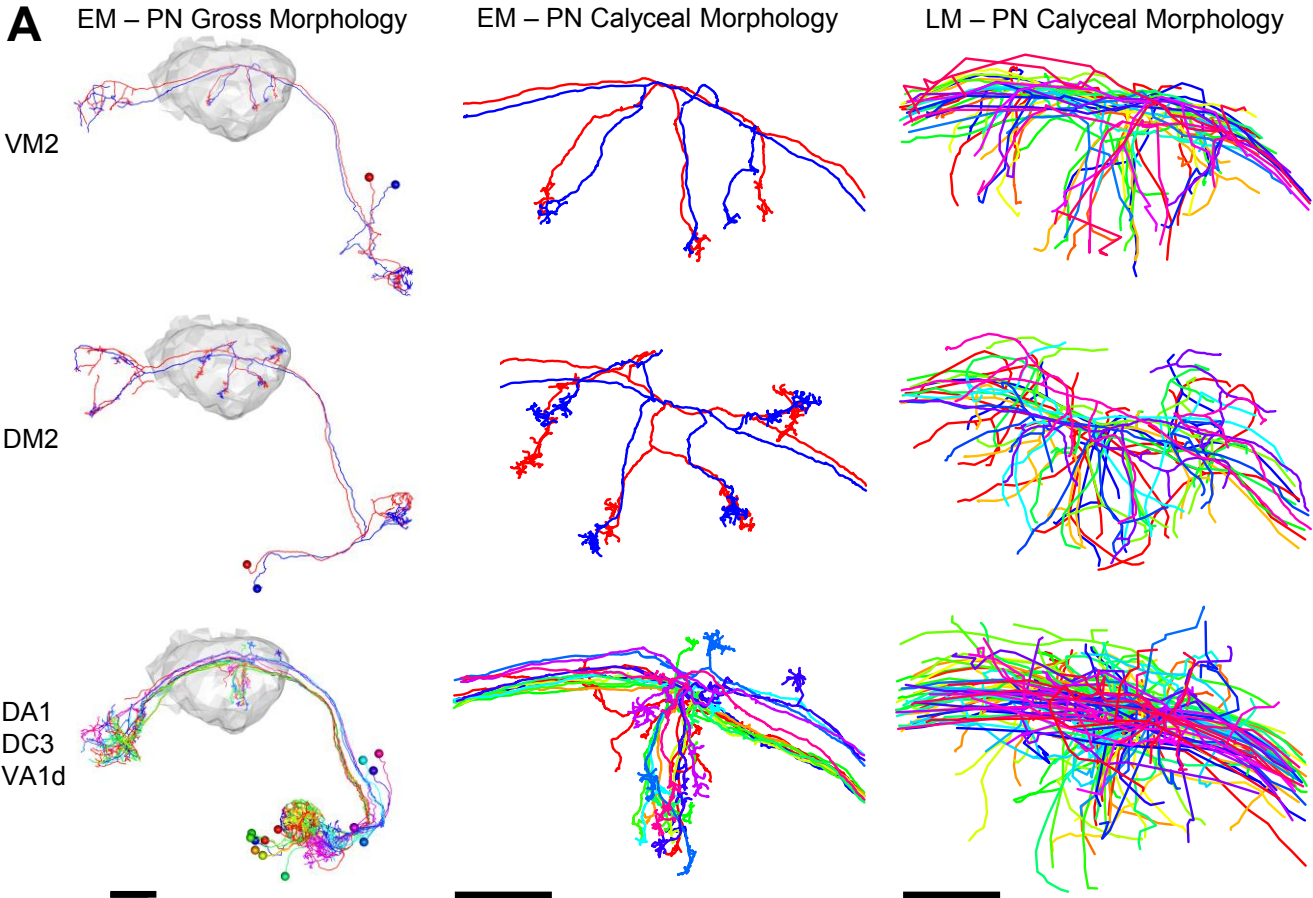 A
EM – PN Gross Morphology
EM – PN Calyceal Morphology
LM – PN Calyceal Morphology
VM2
DM2
DA1
DC3
VA1d